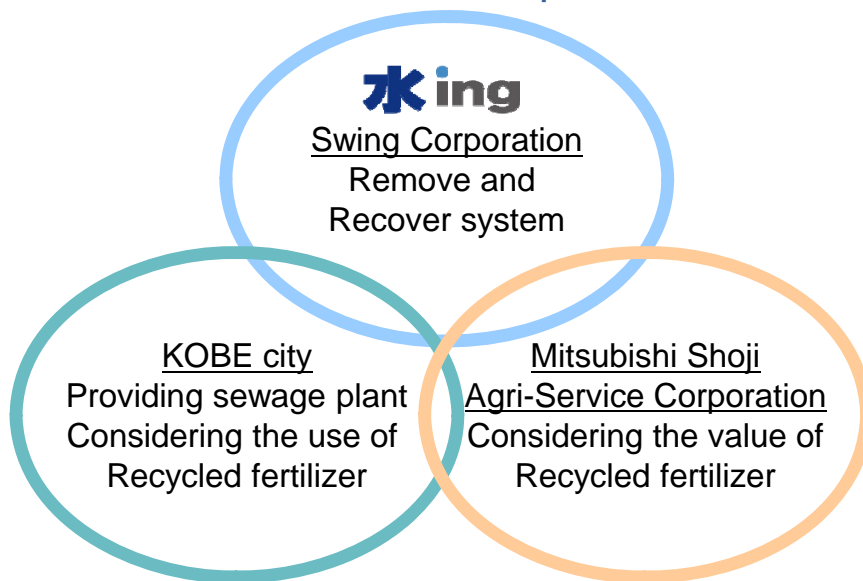 水ing
Swing Corporation
Remove and
Recover system
KOBE city
Providing sewage plant
Considering the use of
Recycled fertilizer
Mitsubishi Shoji
Agri-Service Corporation
Considering the value of
Recycled fertilizer